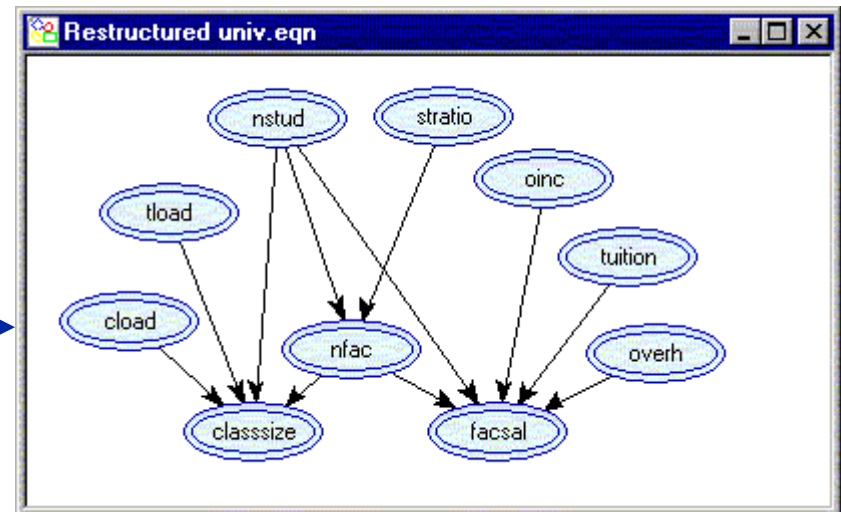 Restructured univ.eqn
nstud
stratio
oinc
tload
tuition
cload
nfac
overh
classsize
facsal